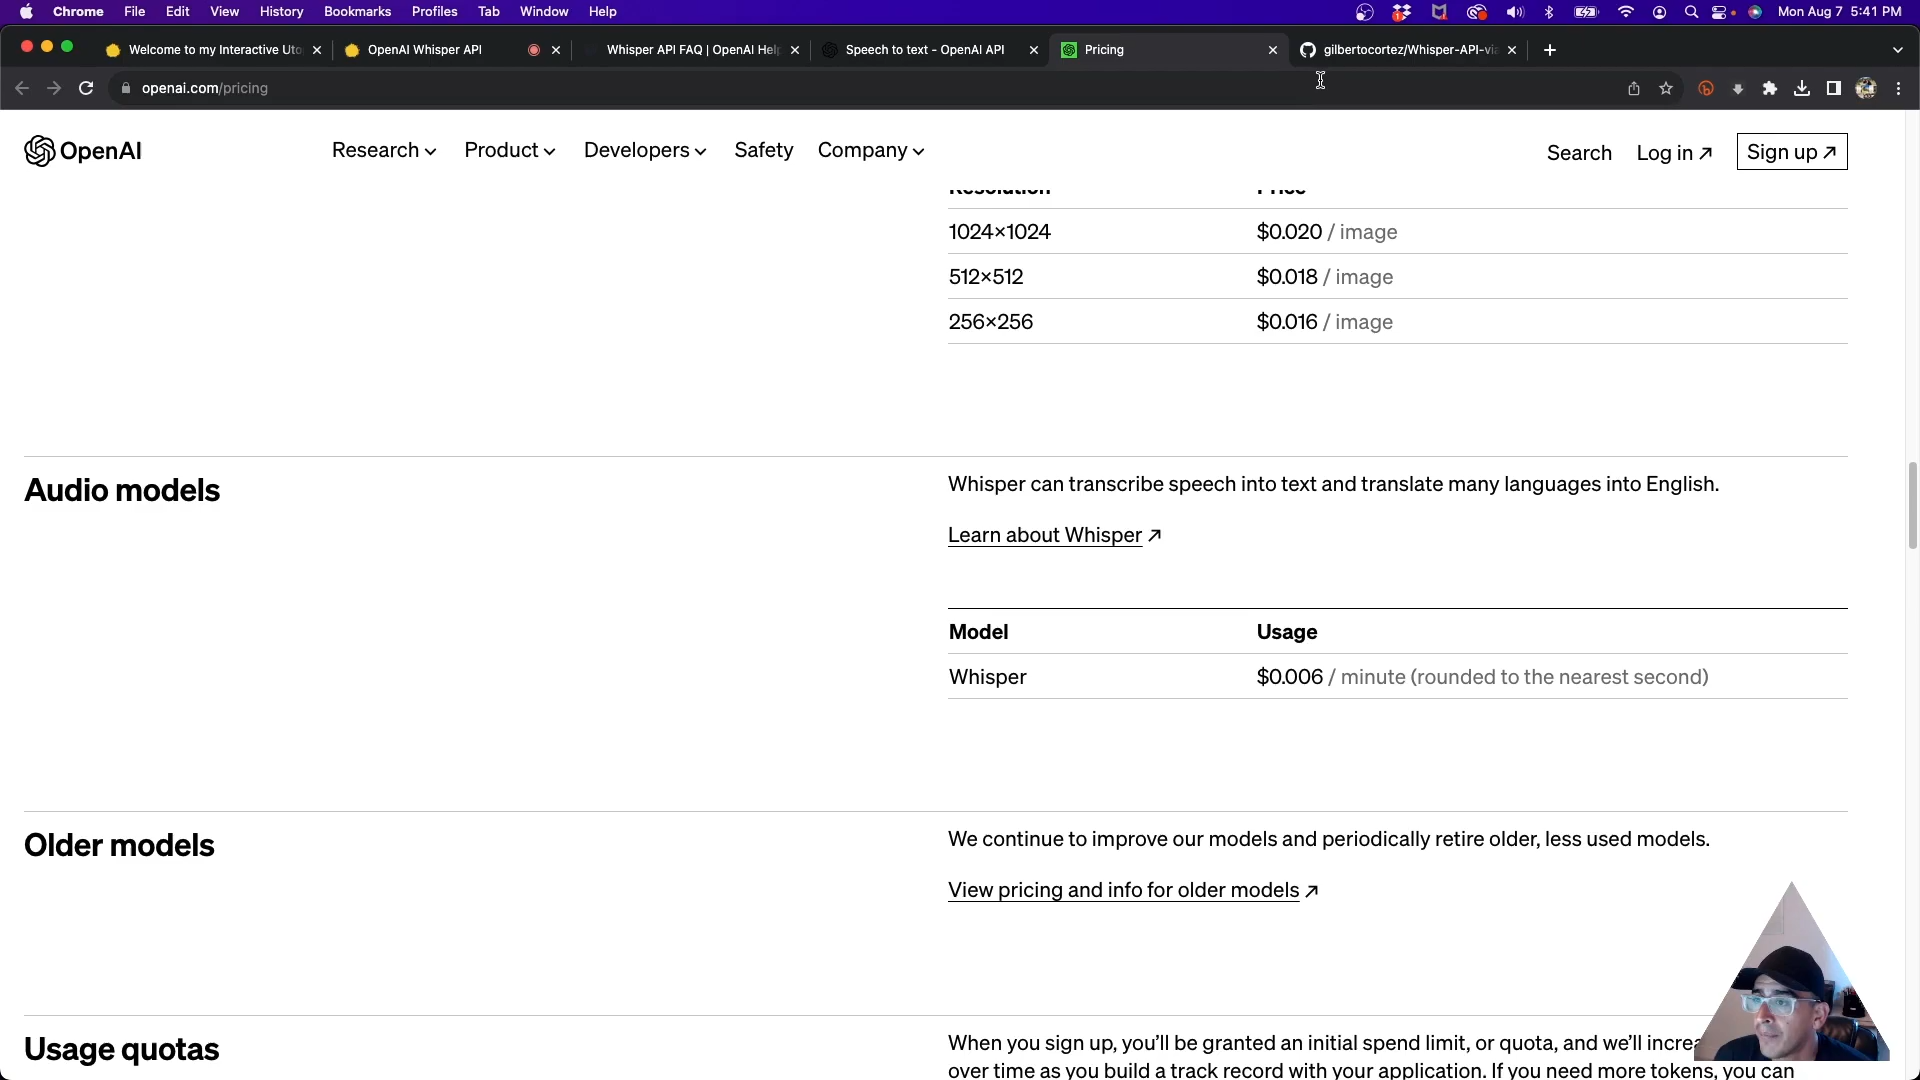 Chrome File Edit View History Bookmarks Profiles Tab Window Help Mon Aug 7 5:41 PM
Welcome to my Interactive Uto OpenAI Whisper API Whisper API FAQ | OpenAI Help Speech to text - OpenAI API Pricing gilbertocortez/Whisper-API-via
openai.com/pricing
OpenAI Research Product Developers Safety Company Search Log in ↗ Sign up ↗
Resolution Price
1024×1024 $0.020 / image
512×512 $0.018 / image
256×256 $0.016 / image
Audio models
Whisper can transcribe speech into text and translate many languages into English.
Learn about Whisper ↗
Model Usage
Whisper $0.006 / minute (rounded to the nearest second)
Older models
We continue to improve our models and periodically retire older, less used models.
View pricing and info for older models ↗
Usage quotas
When you sign up, you’ll be granted an initial spend limit, or quota, and we’ll increa
over time as you build a track record with your application. If you need more tokens, you can